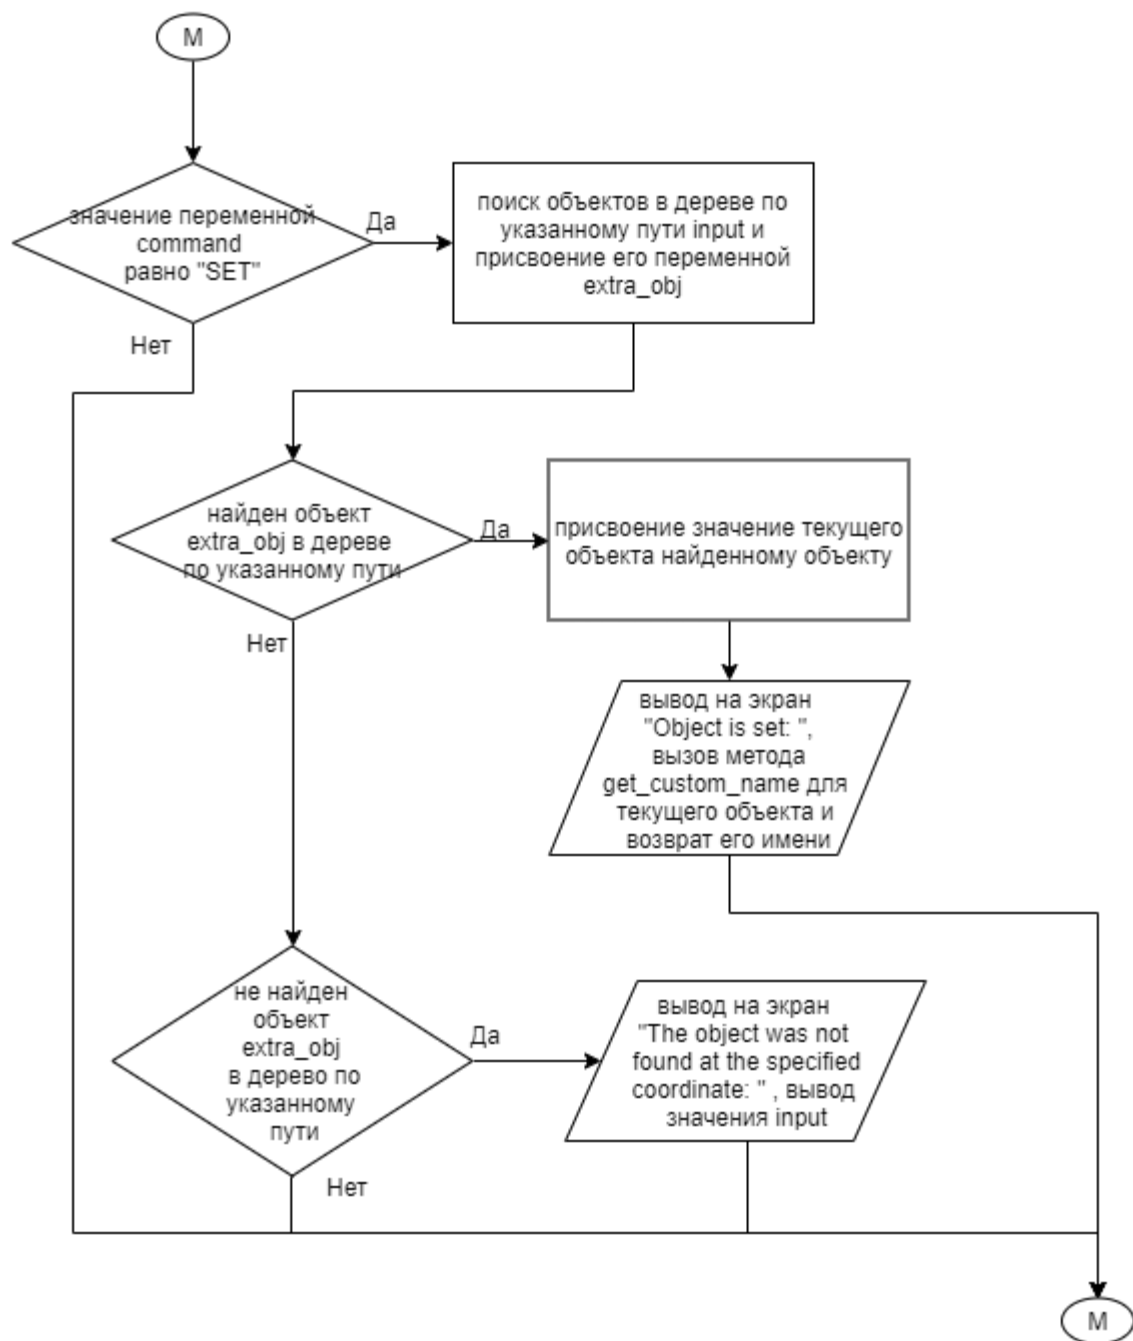 М
значение переменной
command
равно "SET"
Да
поиск объектов в дереве по
указанному пути input и
присвоение его переменной
extra_obj
Нет
найден объект
extra_obj в дереве
по указанному пути
Да
присвоение значение текущего
объекта найденному объекту
Нет
вывод на экран
"Object is set: ",
вызов метода
get_custom_name для
текущего объекта и
возврат его имени
не найден
объект
extra_obj
в дерево по
указанному
пути
Да
вывод на экран
"The object was not
found at the specified
coordinate: " , вывод
значения input
Нет
М